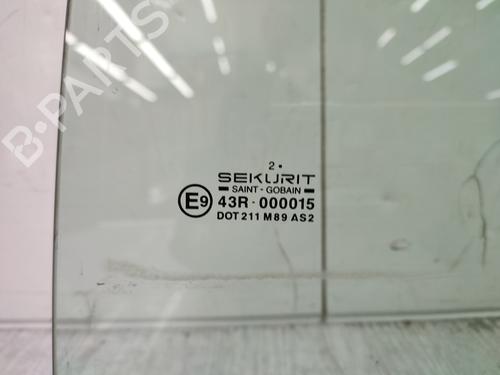 B-PARTS
2 •
SEKURIT
SAINT - GOBAIN
E9 43R - 000015
DOT 211 M89 AS2